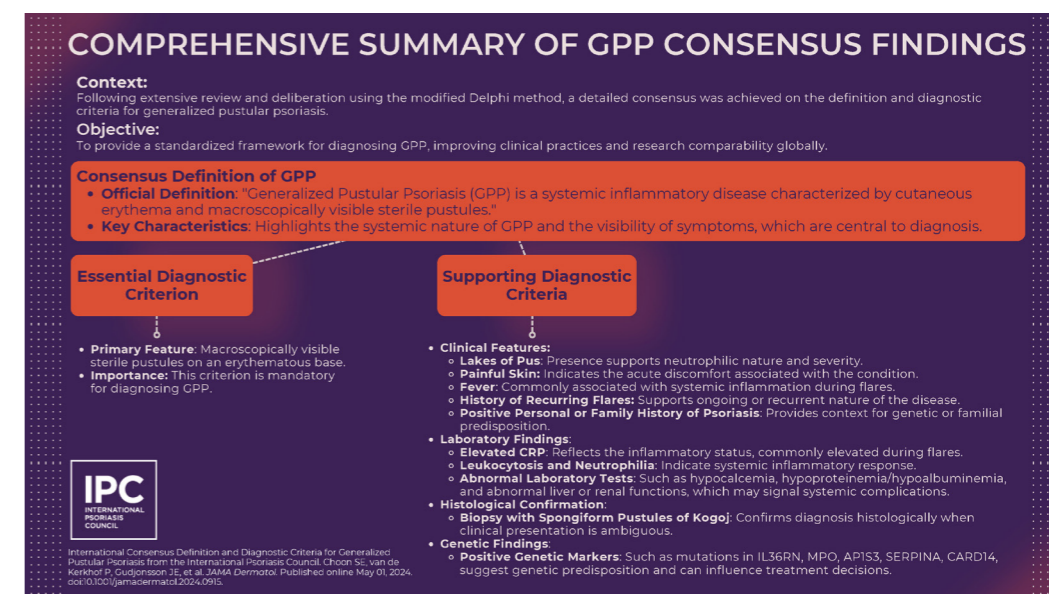 COMPREHENSIVE SUMMARY OF GPP CONSENSUS FINDINGS
Context:
Following extensive review and deliberation using the modified Delphi method, a detailed consensus was achieved on the definition and diagnostic
criteria for generalized pustular psoriasis.
Objective:
To provide a standardized framework for diagnosing GPP, improving clinical practices and research comparability globally.
Consensus Definition of GPP
• Official Definition: "Generalized Pustular Psoriasis (GPP) is a systemic inflammatory disease characterized by cutaneous
erythema and macroscopically visible sterile pustules."
• Key Characteristics: Highlights the systemic nature of GPP and the visibility of symptoms, which are central to diagnosis.
Essential Diagnostic
Criterion
• Primary Feature: Macroscopically visible
sterile pustules on an erythematous base.
• Importance: This criterion is mandatory
for diagnosing GPP.
Supporting Diagnostic
Criteria
• Clinical Features:
◦ Lakes of Pus: Presence supports neutrophilic nature and severity.
◦ Painful Skin: Indicates the acute discomfort associated with the condition.
◦ Fever: Commonly associated with systemic inflammation during flares.
◦ History of Recurring Flares: Supports ongoing or recurrent nature of the disease.
◦ Positive Personal or Family History of Psoriasis: Provides context for genetic or familial
predisposition.
• Laboratory Findings:
◦ Elevated CRP: Reflects the inflammatory status, commonly elevated during flares.
◦ Leukocytosis and Neutrophilia: Indicate systemic inflammatory response.
◦ Abnormal Laboratory Tests: Such as hypocalcemia, hypoproteinemia/hypoalbuminemia,
and abnormal liver or renal functions, which may signal systemic complications.
• Histological Confirmation:
◦ Biopsy with Spongiform Pustules of Kogoj: Confirms diagnosis histologically when
clinical presentation is ambiguous.
• Genetic Findings:
◦ Positive Genetic Markers: Such as mutations in IL36RN, MPO, AP1S3, SERPINA, CARD14,
suggest genetic predisposition and can influence treatment decisions.
IPC
INTERNATIONAL
PSORIASIS
COUNCIL
International Consensus Definition and Diagnostic Criteria for Generalized
Pustular Psoriasis from the International Psoriasis Council. Choon SE, van de
Kerkhof P, Gudjonsson JE, et al. JAMA Dermatol. Published online May 01, 2024.
doi:10.1001/jamadermatol.2024.0915.